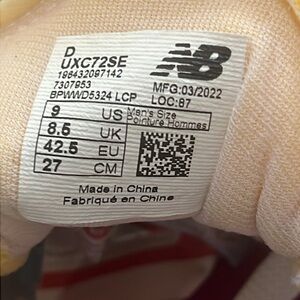 D
UXC72SE
196432097142
7307953
BPWWD5324 LCP
NB
MFG:03/2022
LOC:87
9 US Men's Size
Pointure Hommes
8.5 UK
42.5 EU
27 CM
Made in China
Fabriqué en Chine